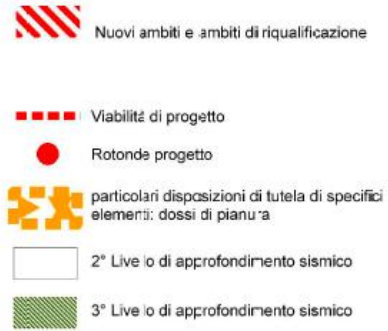 Nuovi ambiti e ambiti di riqualificazione
Viabilità di progetto
Rotonde progetto
particolari disposizioni di tutela di specifici
elementi: dossi di pianura
2° Livello di approfondimento sismico
3° Livello di approfondimento sismico